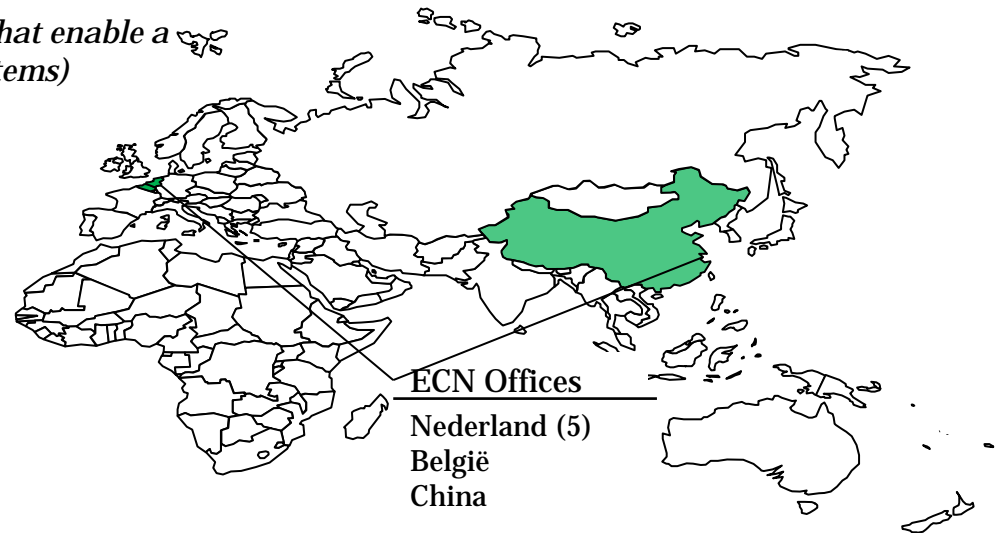 hat enable a
tems)
ECN Offices
Nederland (5)
België
China